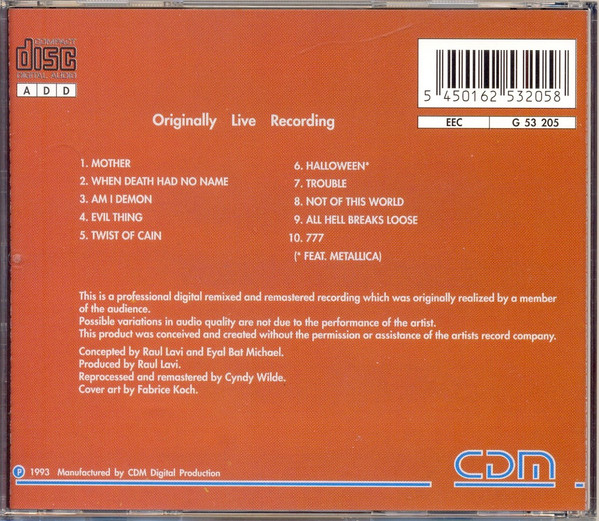 COMPACT
disc
DIGITAL AUDIO
A D D
5 450162 532058
EEC G 53 205
Originally Live Recording
1. MOTHER
2. WHEN DEATH HAD NO NAME
3. AM I DEMON
4. EVIL THING
5. TWIST OF CAIN
6. HALLOWEEN*
7. TROUBLE
8. NOT OF THIS WORLD
9. ALL HELL BREAKS LOOSE
10. 777
(* FEAT. METALLICA)
This is a professional digital remixed and remastered recording which was originally realized by a member
of the audience.
Possible variations in audio quality are not due to the performance of the artist.
This product was conceived and created without the permission or assistance of the artists record company.
Concepted by Raul Lavi and Eyal Bat Michael.
Produced by Raul Lavi.
Reprocessed and remastered by Cyndy Wilde.
Cover art by Fabrice Koch.
℗ 1993 Manufactured by CDM Digital Production
CDM